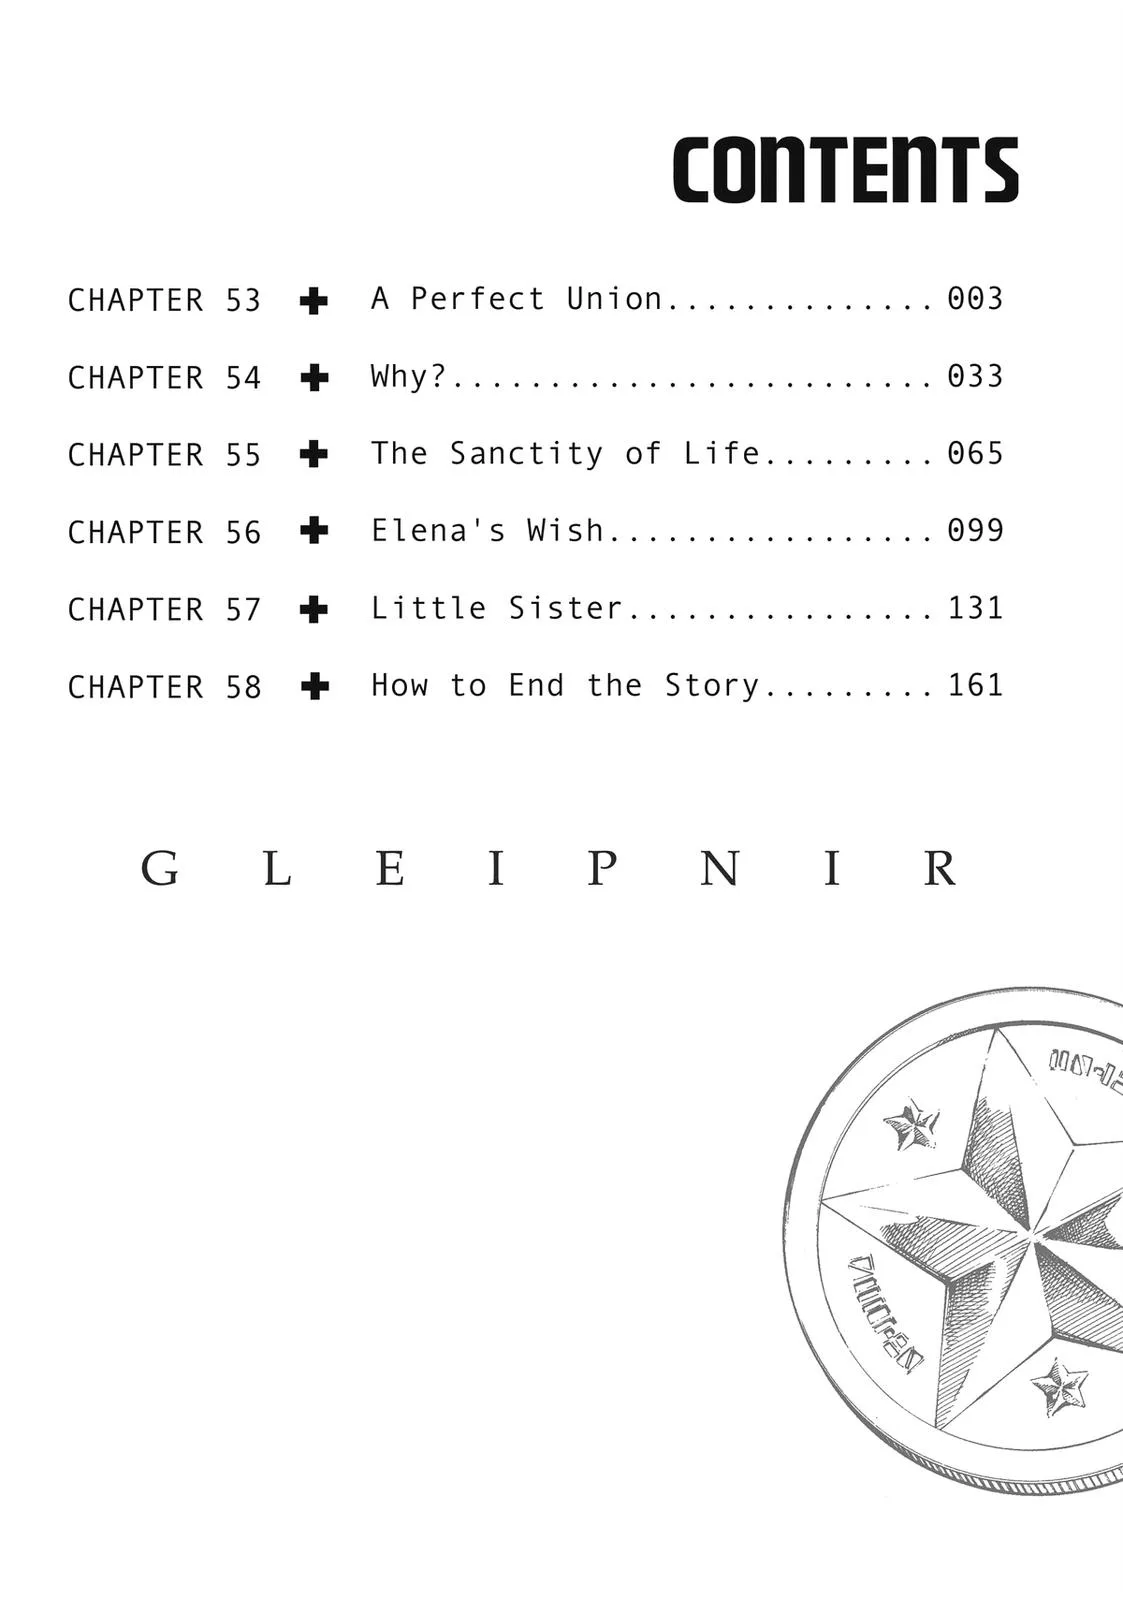 CONTENTS
CHAPTER 53 ✚ A Perfect Union.............. 003
CHAPTER 54 ✚ Why?......................... 033
CHAPTER 55 ✚ The Sanctity of Life......... 065
CHAPTER 56 ✚ Elena's Wish................. 099
CHAPTER 57 ✚ Little Sister................ 131
CHAPTER 58 ✚ How to End the Story......... 161
G L E I P N I R